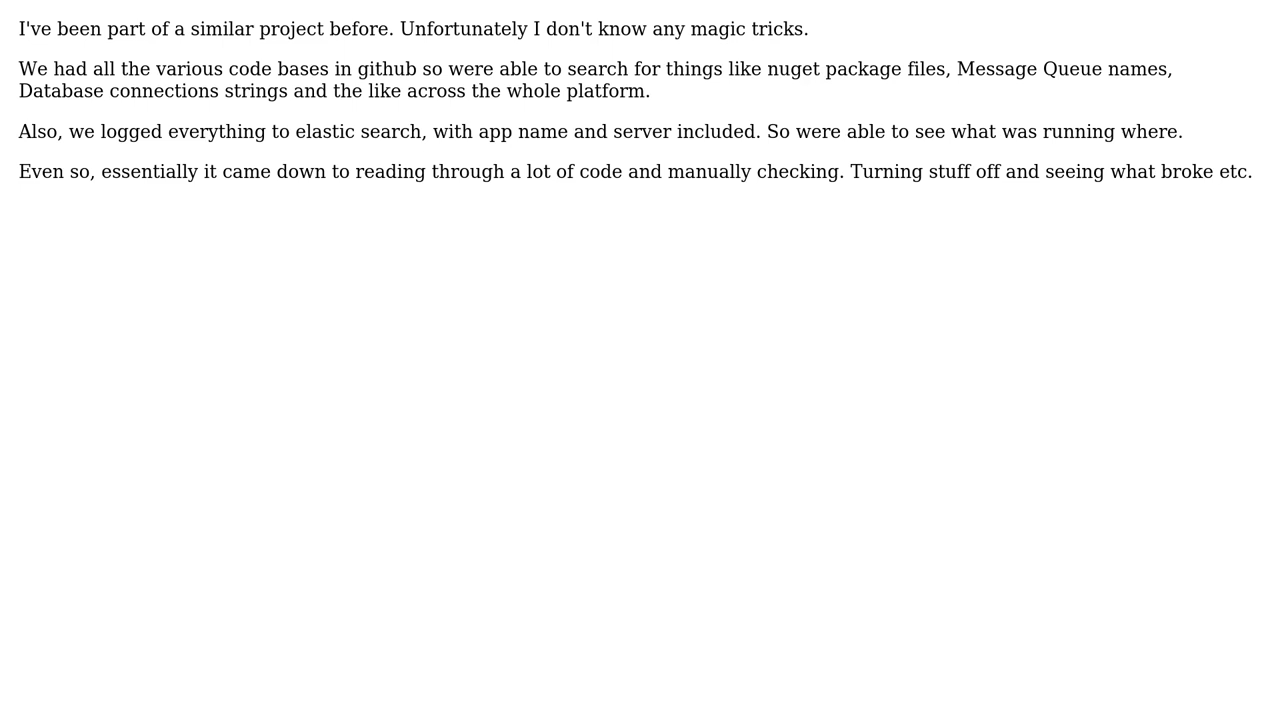 I've been part of a similar project before. Unfortunately I don't know any magic tricks.
We had all the various code bases in github so were able to search for things like nuget package files, Message Queue names,
Database connections strings and the like across the whole platform.
Also, we logged everything to elastic search, with app name and server included. So were able to see what was running where.
Even so, essentially it came down to reading through a lot of code and manually checking. Turning stuff off and seeing what broke etc.